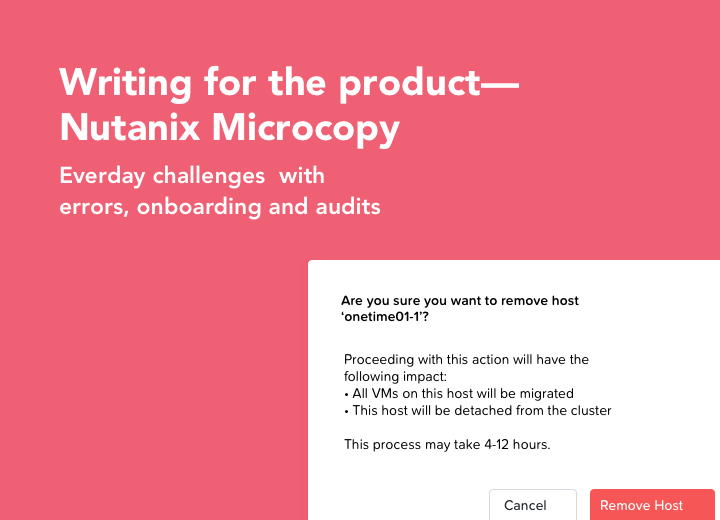 Writing for the product—
Nutanix Microcopy
Everday challenges  with
errors, onboarding and audits
Are you sure you want to remove host
‘onetime01-1’?
Proceeding with this action will have the
following impact:
• All VMs on this host will be migrated
• This host will be detached from the cluster
This process may take 4-12 hours.
Cancel
Remove Host